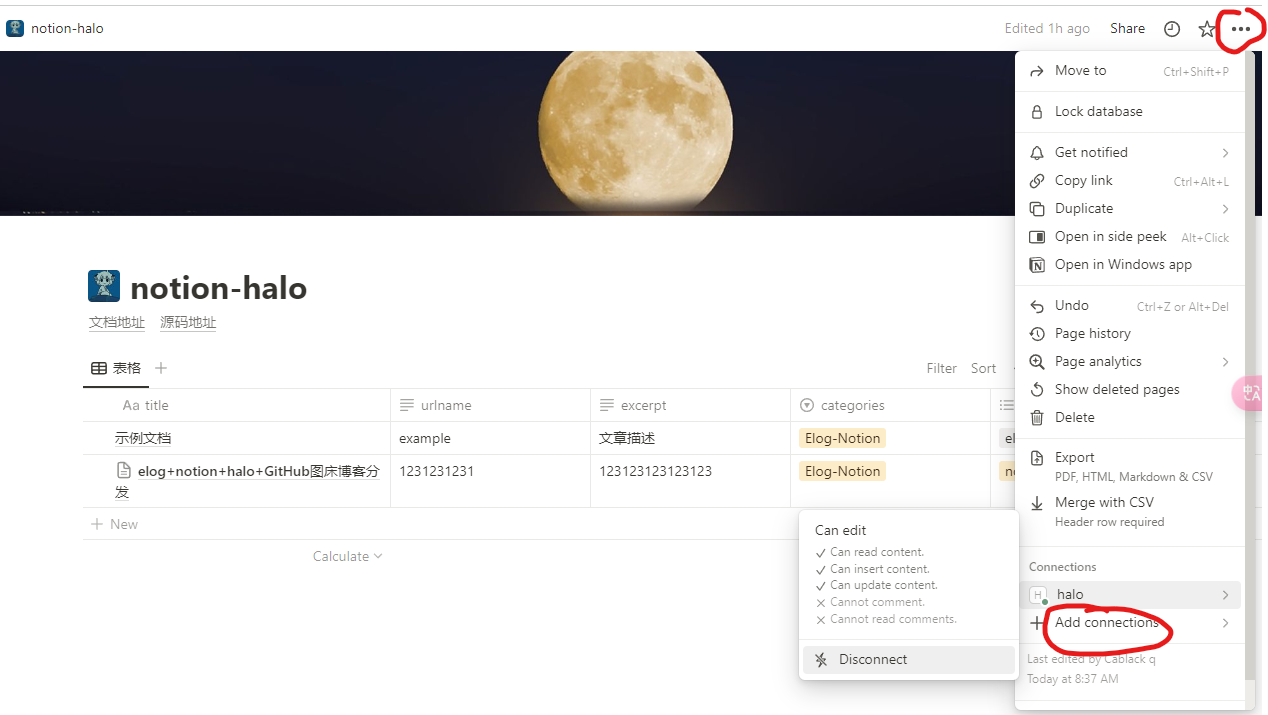 notion-halo
Edited 1h ago Share
Move to Ctrl+Shift+P
Lock database
Get notified
Copy link Ctrl+Alt+L
Duplicate
Open in side peek Alt+Click
Open in Windows app
Undo Ctrl+Z or Alt+Del
Page history
Page analytics
Show deleted pages
Delete
Export
PDF, HTML, Markdown & CSV
Merge with CSV
Header row required
Connections
H halo
Add connections
Last edited by Cablack q
Today at 8:37 AM
notion-halo
文档地址 源码地址
表格
Filter Sort
Aa title urlname excerpt categories
示例文档 example 文章描述 Elog-Notion el
elog+notion+halo+GitHub图床博客分 1231231231 123123123123123 Elog-Notion no
发
New
Calculate
Can edit
Can read content.
Can insert content.
Can update content.
Cannot comment.
Cannot read comments.
Disconnect